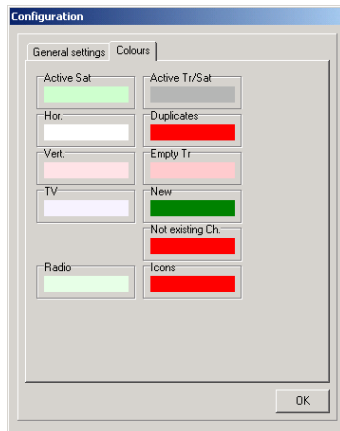 Configuration
General settings Colours
Active Sat Active Tr/Sat
Hor. Duplicates
Vert. Empty Tr
TV New
Not existing Ch.
Radio Icons
OK